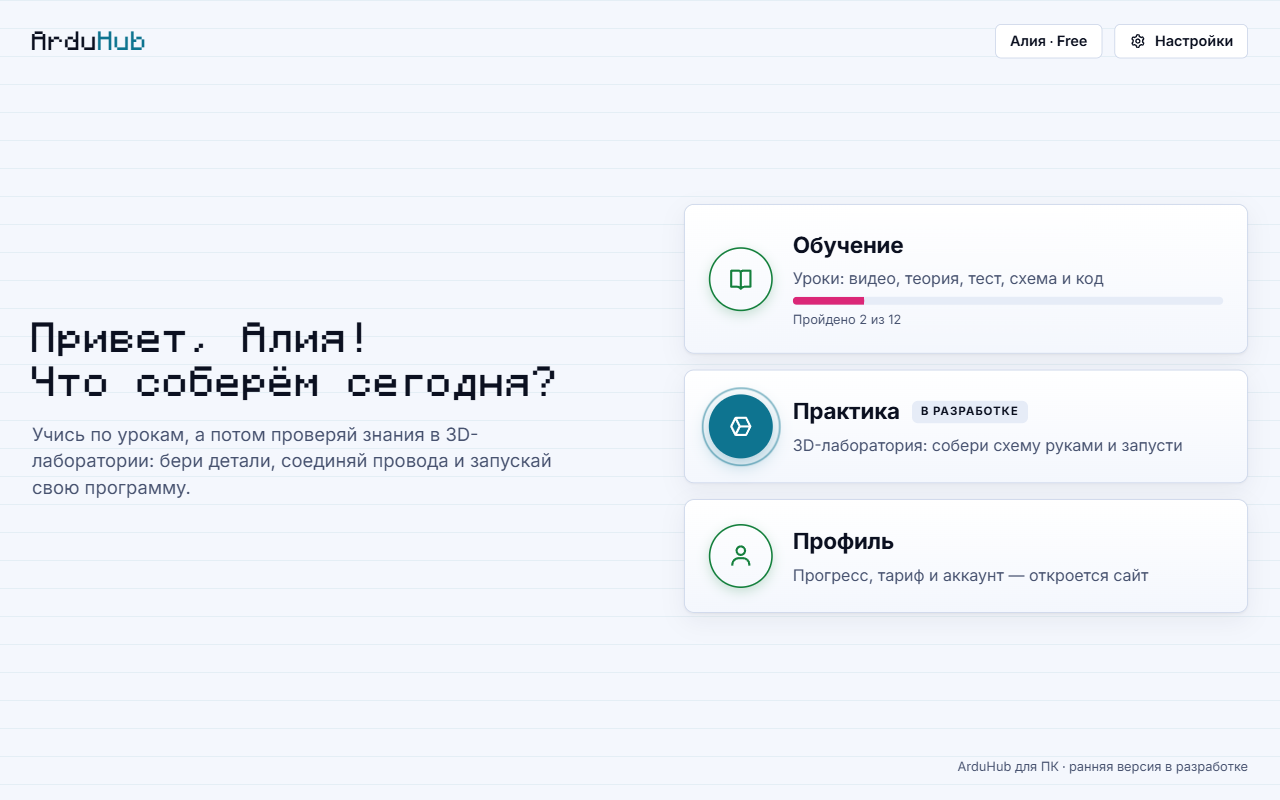 ArduHub
Алия · Free
Настройки
Привет, Алия!
Что соберём сегодня?
Учись по урокам, а потом проверяй знания в 3D-
лаборатории: бери детали, соединяй провода и запускай
свою программу.
Обучение
Уроки: видео, теория, тест, схема и код
Пройдено 2 из 12
Практика В РАЗРАБОТКЕ
3D-лаборатория: собери схему руками и запусти
Профиль
Прогресс, тариф и аккаунт — откроется сайт
ArduHub для ПК · ранняя версия в разработке